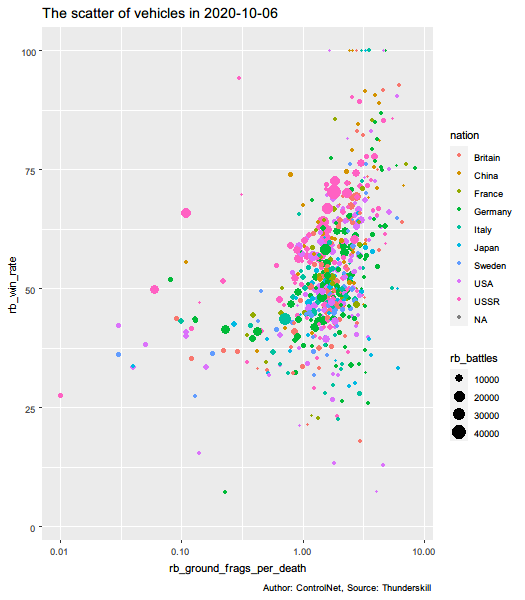 The scatter of vehicles in 2020-10-06
100
75
50
25
0
rb_win_rate
0.01
0.10
1.00
10.00
rb_ground_frags_per_death
nation
Britain
China
France
Germany
Italy
Japan
Sweden
USA
USSR
NA
rb_battles
10000
20000
30000
40000
Author: ControlNet, Source: Thunderskill